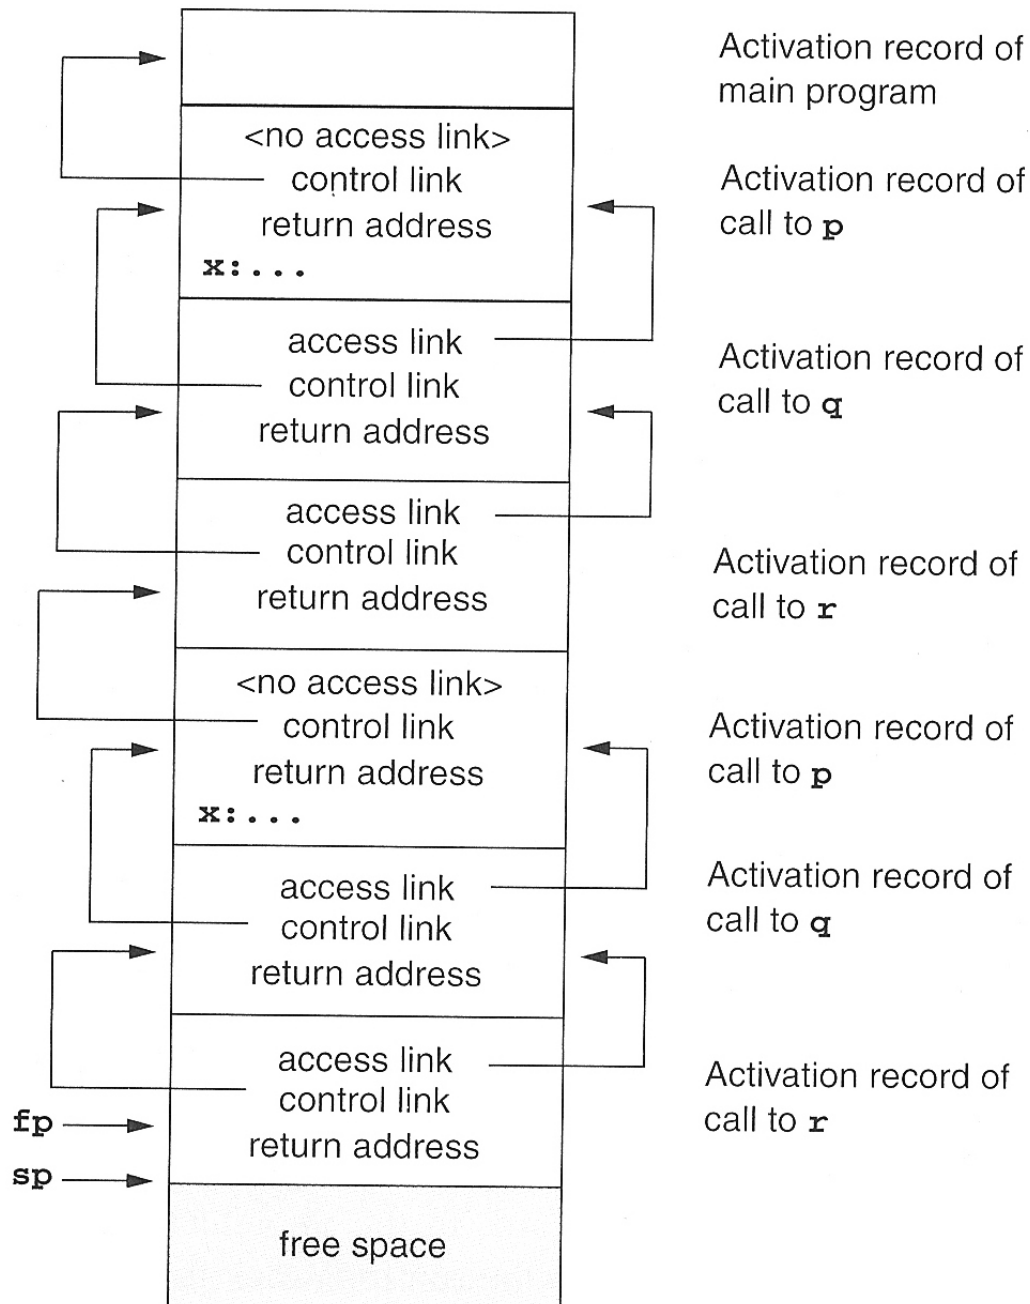 Activation record of
main program
<no access link>
control link
return address
x:...
Activation record of
call to p
access link
control link
return address
Activation record of
call to q
access link
control link
return address
Activation record of
call to r
<no access link>
control link
return address
x:...
Activation record of
call to p
access link
control link
return address
Activation record of
call to q
access link
control link
return address
Activation record of
call to r
fp
sp
free space